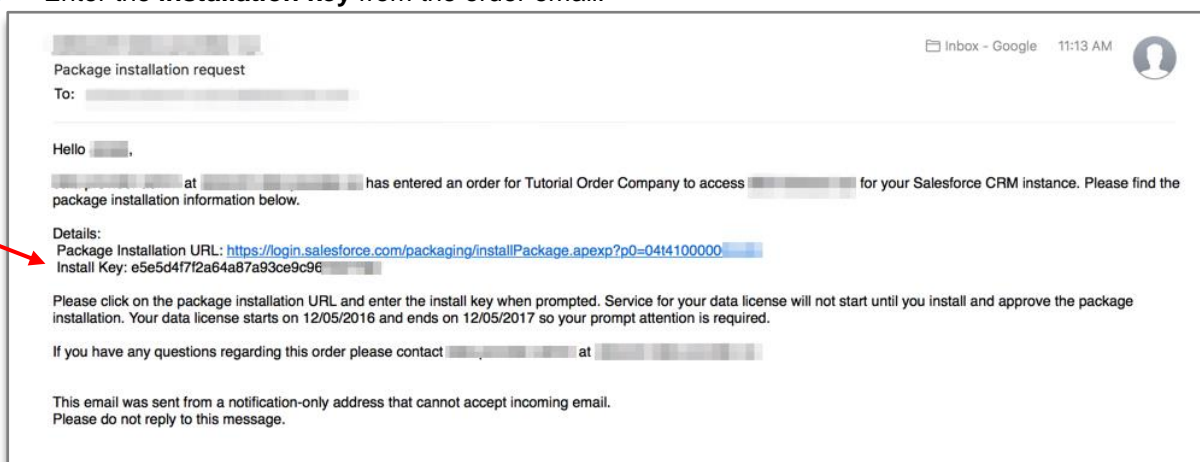 Enter the installation key from the order email.
Inbox - Google 11:13 AM
Package installation request
To:
Hello ,
at has entered an order for Tutorial Order Company to access for your Salesforce CRM instance. Please find the
package installation information below.
Details:
Package Installation URL: https://login.salesforce.com/packaging/installPackage.apexp?p0=04t4100000
Install Key: e5e5d4f7f2a64a87a93ce9c96
Please click on the package installation URL and enter the install key when prompted. Service for your data license will not start until you install and approve the package
installation. Your data license starts on 12/05/2016 and ends on 12/05/2017 so your prompt attention is required.
If you have any questions regarding this order please contact at
This email was sent from a notification-only address that cannot accept incoming email.
Please do not reply to this message.